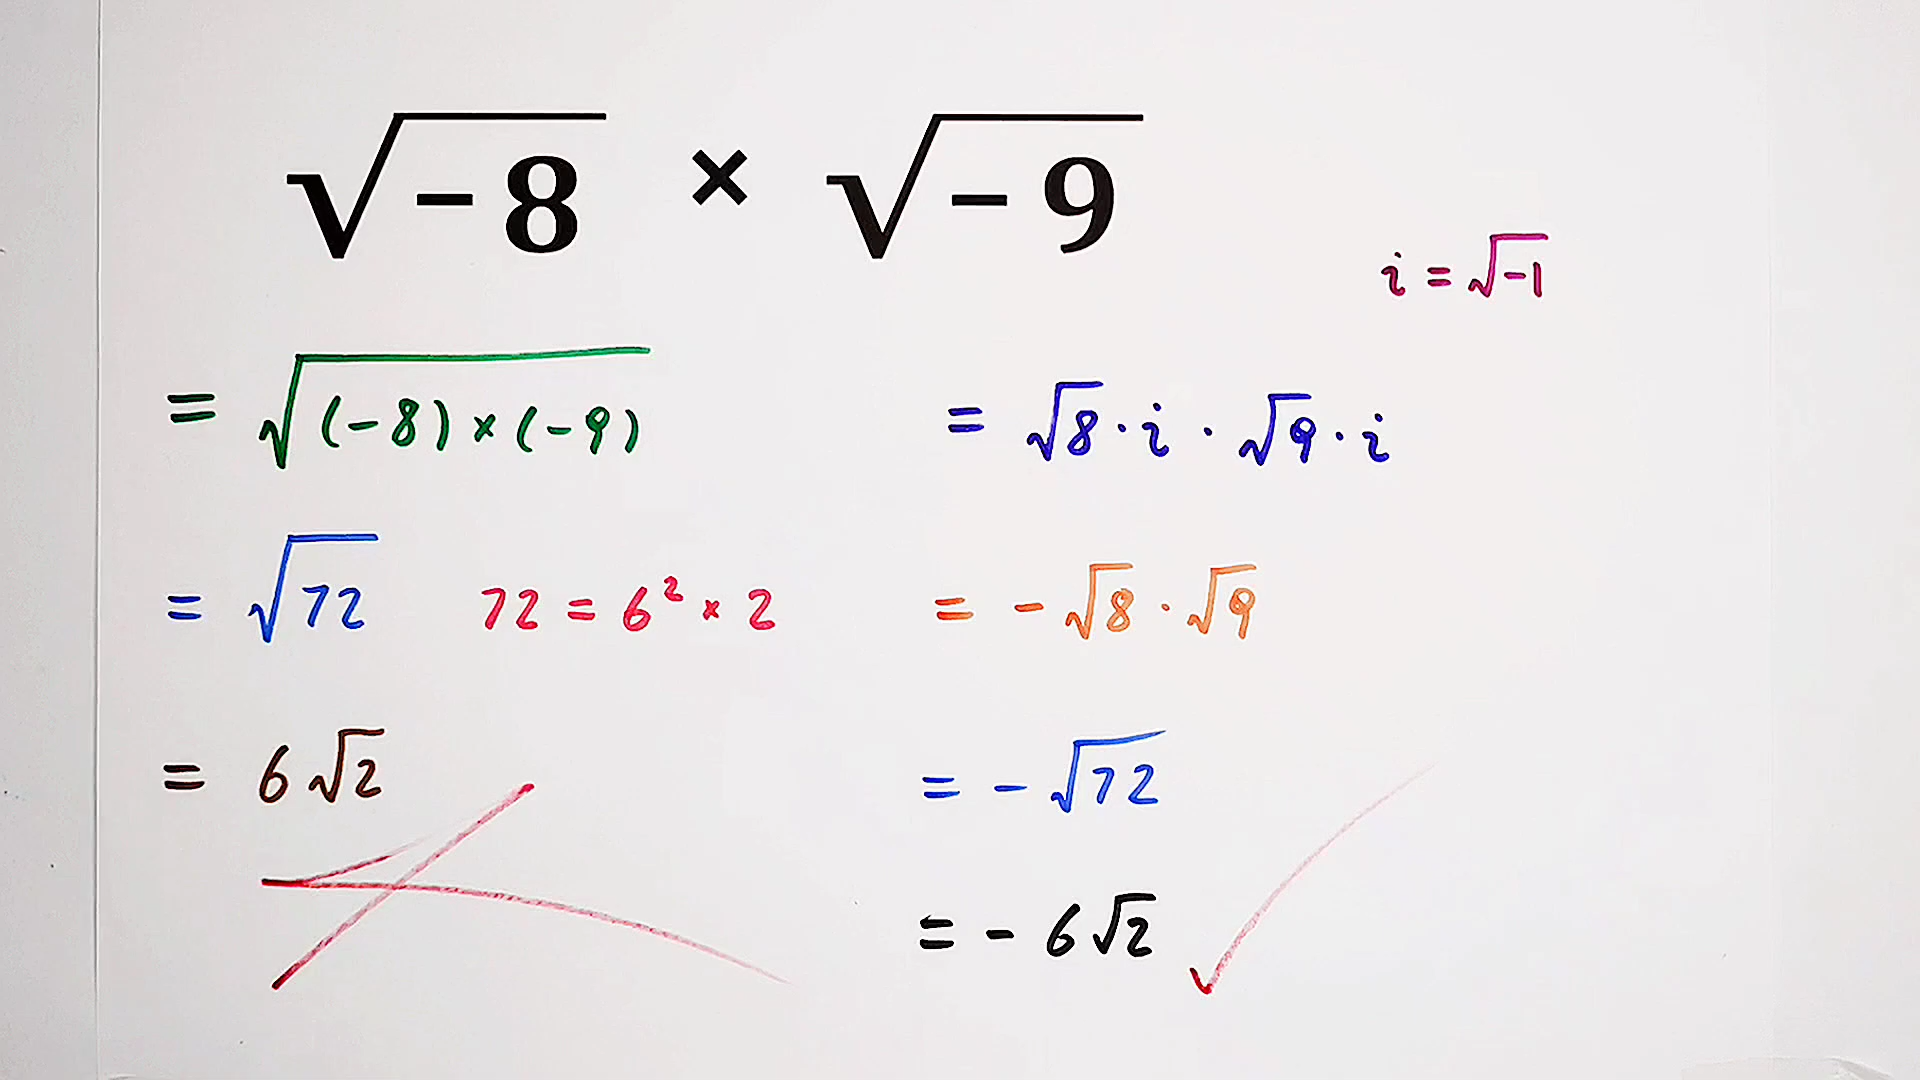 √-8 × √-9
i = √-1
= √(-8) × (-9)
= √72 72 = 6² × 2
= 6√2
= √8 · i · √9 · i
= - √8 · √9
= - √72
= - 6√2